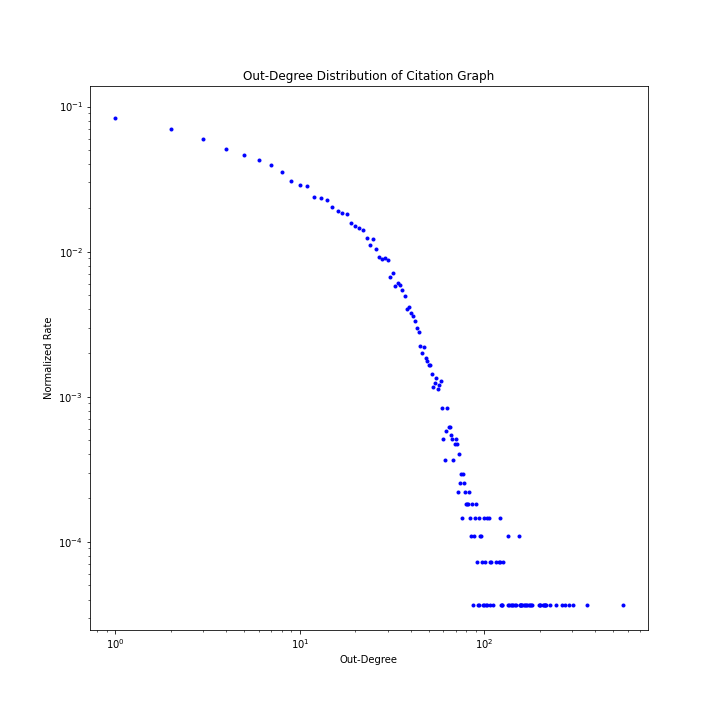 Out-Degree Distribution of Citation Graph
Normalized Rate
10⁻¹
10⁻²
10⁻³
10⁻⁴
10⁰ 10¹ 10²
Out-Degree